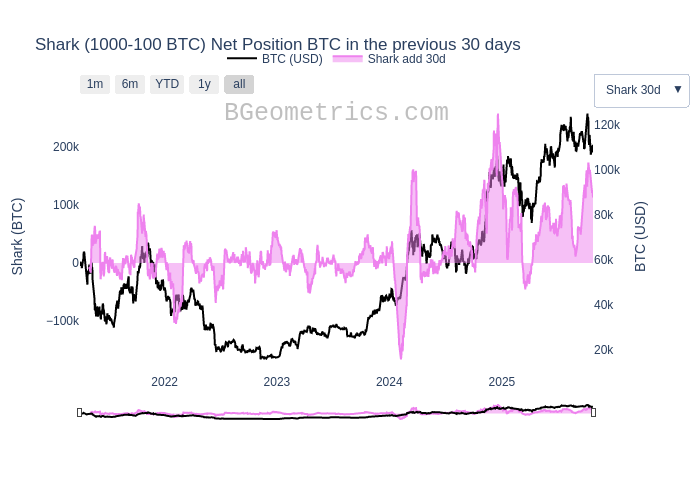 Shark (1000-100 BTC) Net Position BTC in the previous 30 days
BTC (USD) Shark add 30d
1m 6m YTD 1y all
Shark 30d ▼
BGeometrics.com
200k
100k
0
−100k
Shark (BTC)
120k
100k
80k
60k
40k
20k
BTC (USD)
2022 2023 2024 2025